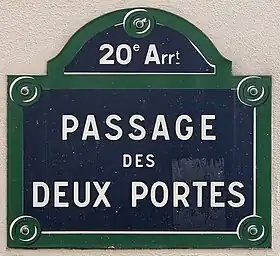 20e Arrt
PASSAGE
DES
DEUX PORTES